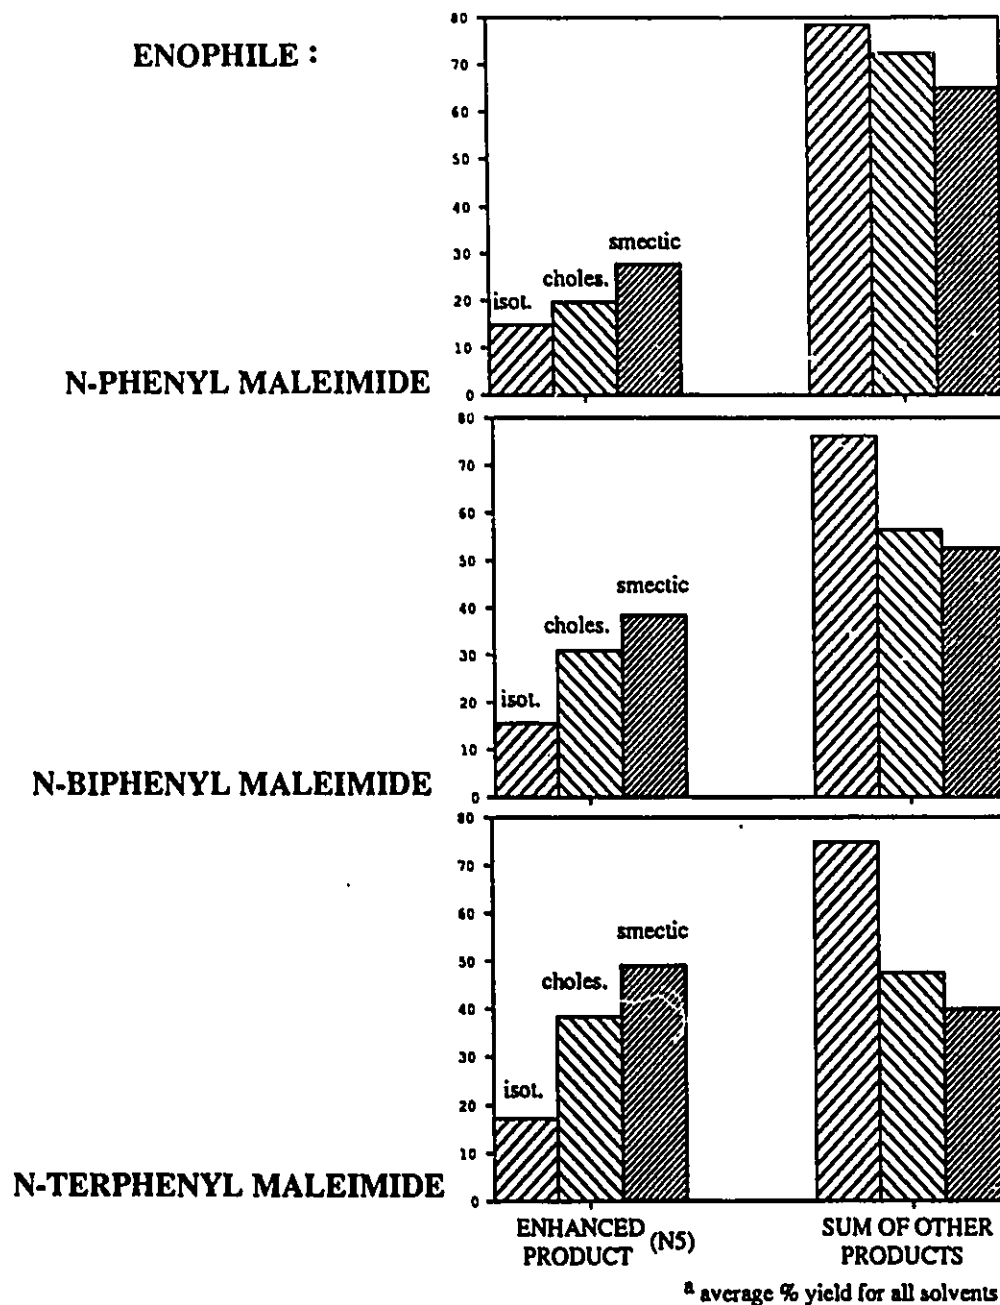 ENOPHILE :
80
70
60
50
40
30
20
10
0
isot.
choles.
smectic
N-PHENYL MALEIMIDE
80
70
60
50
40
30
20
10
0
isot.
choles.
smectic
N-BIPHENYL MALEIMIDE
80
70
60
50
40
30
20
10
0
isot.
choles.
smectic
N-TERPHENYL MALEIMIDE
ENHANCED
PRODUCT (N5)
SUM OF OTHER
PRODUCTS
a average % yield for all solvents